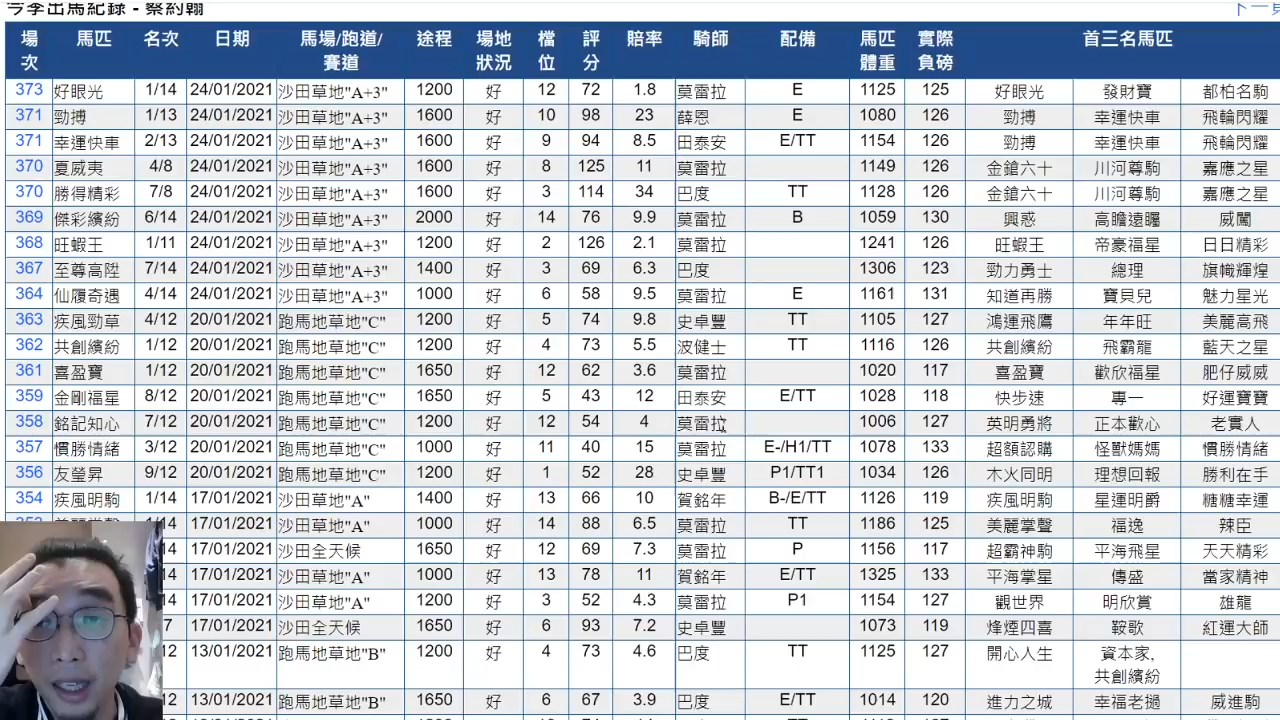 今季出馬紀錄 - 蔡約翰
場次 馬匹 名次 日期 馬場/跑道/賽道 途程 場地狀況 檔位 評分 賠率 騎師 配備 馬匹體重 實際負磅 首三名馬匹
373 好眼光 1/14 24/01/2021 沙田草地"A+3" 1200 好 12 72 1.8 莫雷拉 E 1125 125 好眼光 發財寶 都柏名駒
371 勁搏 1/13 24/01/2021 沙田草地"A+3" 1600 好 10 98 23 薛恩 E 1080 126 勁搏 幸運快車 飛輪閃耀
371 幸運快車 2/13 24/01/2021 沙田草地"A+3" 1600 好 9 94 8.5 田泰安 E/TT 1154 126 勁搏 幸運快車 飛輪閃耀
370 夏威夷 4/8 24/01/2021 沙田草地"A+3" 1600 好 8 125 11 莫雷拉 1149 126 金鎗六十 川河尊駒 嘉應之星
370 勝得精彩 7/8 24/01/2021 沙田草地"A+3" 1600 好 3 114 34 巴度 TT 1128 126 金鎗六十 川河尊駒 嘉應之星
369 傑彩繽紛 6/14 24/01/2021 沙田草地"A+3" 2000 好 14 76 9.9 莫雷拉 B 1059 130 興惑 高瞻遠矚 威闖
368 旺蝦王 1/11 24/01/2021 沙田草地"A+3" 1200 好 2 126 2.1 莫雷拉 1241 126 旺蝦王 帝豪福星 日日精彩
367 至尊高陞 7/14 24/01/2021 沙田草地"A+3" 1400 好 3 69 6.3 巴度 1306 123 勁力勇士 總理 旗幟輝煌
364 仙履奇遇 4/14 24/01/2021 沙田草地"A+3" 1000 好 6 58 9.5 莫雷拉 E 1161 131 知道再勝 寶貝兒 魅力星光
363 疾風勁草 4/12 20/01/2021 跑馬地草地"C" 1200 好 5 74 9.8 史卓豐 TT 1105 127 鴻運飛鷹 年年旺 美麗高飛
362 共創繽紛 1/12 20/01/2021 跑馬地草地"C" 1200 好 4 73 5.5 波健士 TT 1116 126 共創繽紛 飛霸龍 藍天之星
361 喜盈寶 1/12 20/01/2021 跑馬地草地"C" 1650 好 12 62 3.6 莫雷拉 1020 117 喜盈寶 歡欣福星 肥仔威威
359 金剛福星 8/12 20/01/2021 跑馬地草地"C" 1650 好 5 43 12 田泰安 E/TT 1028 118 快步速 專一 好運寶寶
358 銘記知心 7/12 20/01/2021 跑馬地草地"C" 1200 好 12 54 4 莫雷拉 1006 127 英明勇將 正本歡心 老實人
357 慣勝情緒 3/12 20/01/2021 跑馬地草地"C" 1000 好 11 40 15 莫雷拉 E-/H1/TT 1078 133 超額認購 怪獸媽媽 慣勝情緒
356 友瑩昇 9/12 20/01/2021 跑馬地草地"C" 1200 好 1 52 28 史卓豐 P1/TT1 1034 126 木火同明 理想回報 勝利在手
354 疾風明駒 1/14 17/01/2021 沙田草地"A" 1400 好 13 66 10 賀銘年 B-/E/TT 1126 119 疾風明駒 星運明爵 糖糖幸運
1/14 17/01/2021 沙田草地"A" 1000 好 14 88 6.5 莫雷拉 TT 1186 125 美麗掌聲 福逸 辣臣
14 17/01/2021 沙田全天候 1650 好 12 69 7.3 莫雷拉 P 1156 117 超霸神駒 平海飛星 天天精彩
14 17/01/2021 沙田草地"A" 1000 好 13 78 11 賀銘年 E/TT 1325 133 平海掌星 傳盛 當家精神
14 17/01/2021 沙田草地"A" 1200 好 3 52 4.3 莫雷拉 P1 1154 127 觀世界 明欣賞 雄龍
7 17/01/2021 沙田全天候 1650 好 6 93 7.2 史卓豐 1073 119 烽煙四喜 鞍歌 紅運大師
12 13/01/2021 跑馬地草地"B" 1200 好 4 73 4.6 巴度 TT 1125 127 開心人生 資本家,
共創繽紛
12 13/01/2021 跑馬地草地"B" 1650 好 6 67 3.9 巴度 E/TT 1014 120 進力之城 幸福老撾 威進駒